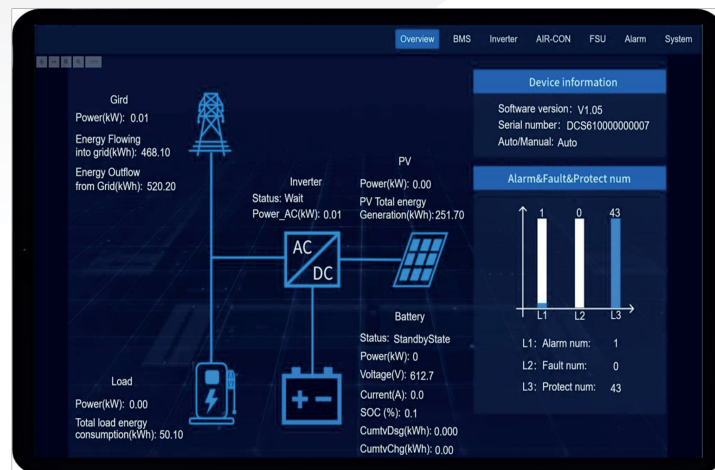 Overview BMS Inverter AIR-CON FSU Alarm System
Gird
Power(kW): 0.01
Energy Flowing
into grid(kWh): 468.10
Energy Outflow
from Grid(kWh): 520.20
Inverter
Status: Wait
Power_AC(kW): 0.01
AC
DC
PV
Power(kW): 0.00
PV Total energy
Generation(kWh):251.70
Battery
Status: StandbyState
Power(kW): 0
Voltage(V): 612.7
Current(A): 0.0
SOC (%): 0.1
CumtvDsg(kWh): 0.000
CumtvChg(kWh): 0.00
Load
Power(kW): 0.00
Total load energy
consumption(kWh): 50.10
Device information
Software version: V1.05
Serial number: DCS610000000007
Auto/Manual: Auto
Alarm&Fault&Protect num
1 0 43
L1 L2 L3
L1: Alarm num: 1
L2: Fault num: 0
L3: Protect num: 43